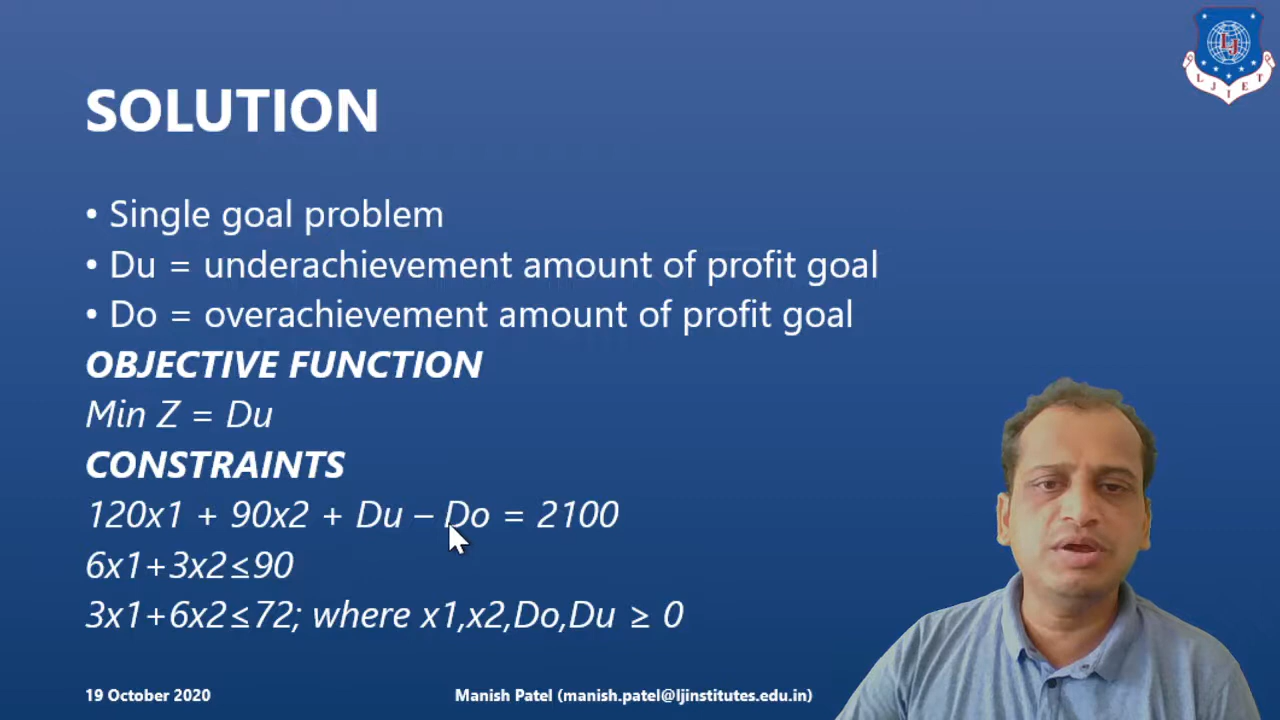 LJ
LJIET
SOLUTION
• Single goal problem
• Du = underachievement amount of profit goal
• Do = overachievement amount of profit goal
OBJECTIVE FUNCTION
Min Z = Du
CONSTRAINTS
120x1 + 90x2 + Du – Do = 2100
6x1+3x2≤90
3x1+6x2≤72; where x1,x2,Do,Du ≥ 0
19 October 2020
Manish Patel (manish.patel@ljinstitutes.edu.in)